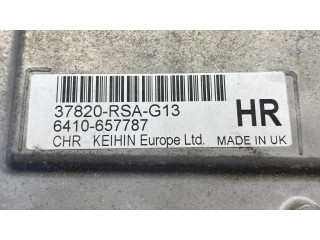 37820-RSA-G13
6410-657787
HR
CHR KEIHIN Europe Ltd. MADE IN UK